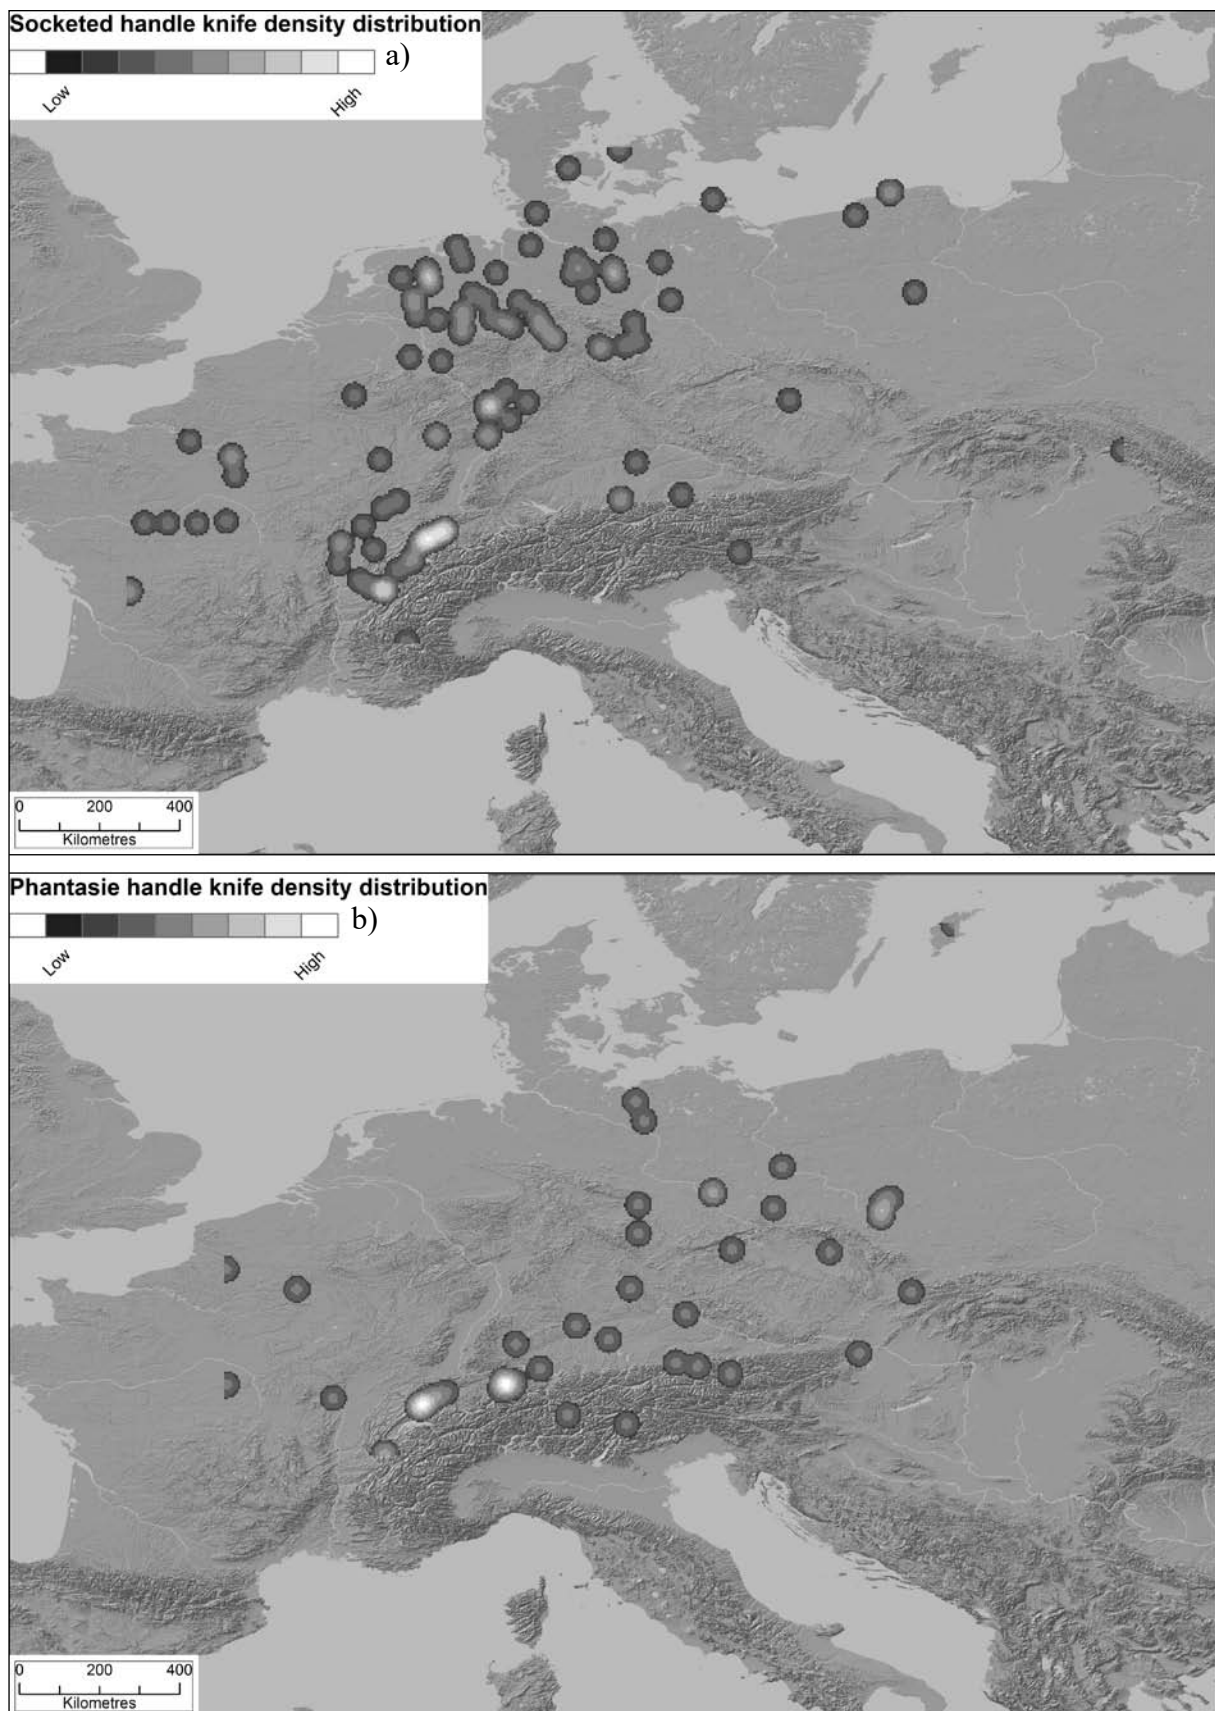 Socketed handle knife density distribution
a)
Low High
0 200 400
Kilometres
Phantasie handle knife density distribution
b)
Low High
0 200 400
Kilometres